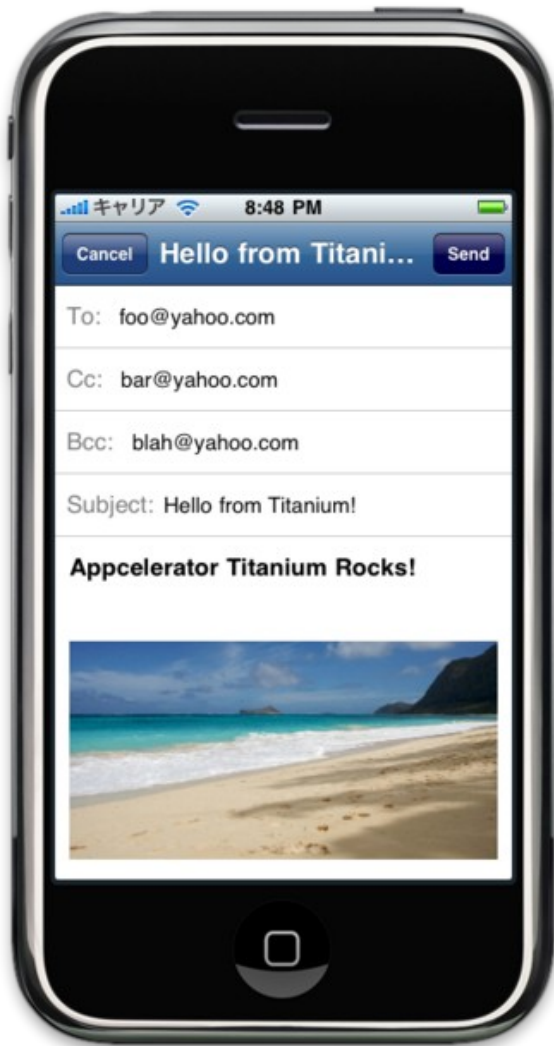 キャリア 8:48 PM
Cancel Hello from Titani... Send
To: foo@yahoo.com
Cc: bar@yahoo.com
Bcc: blah@yahoo.com
Subject: Hello from Titanium!
Appcelerator Titanium Rocks!